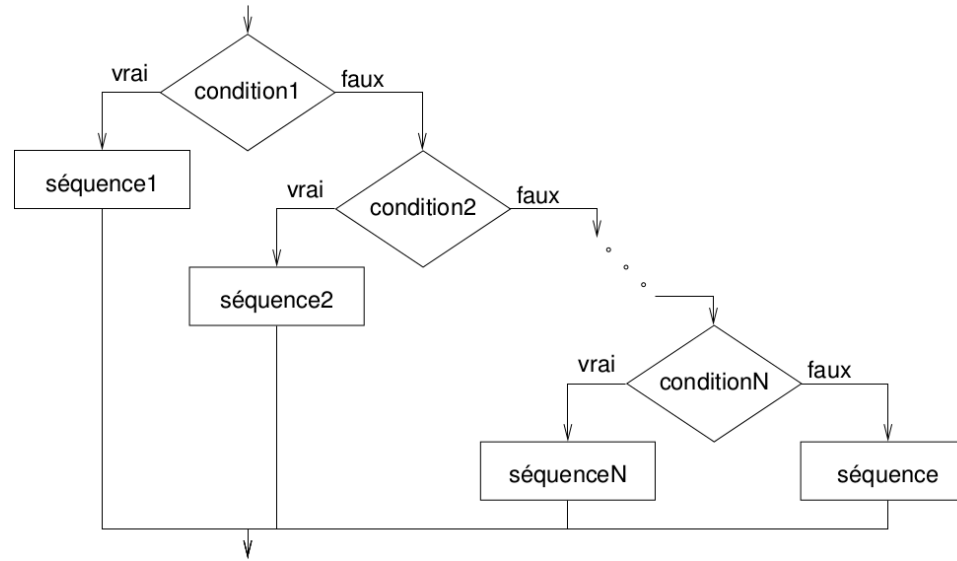 vrai
condition1
faux
séquence1
vrai
condition2
faux
séquence2
vrai
conditionN
faux
séquenceN
séquence